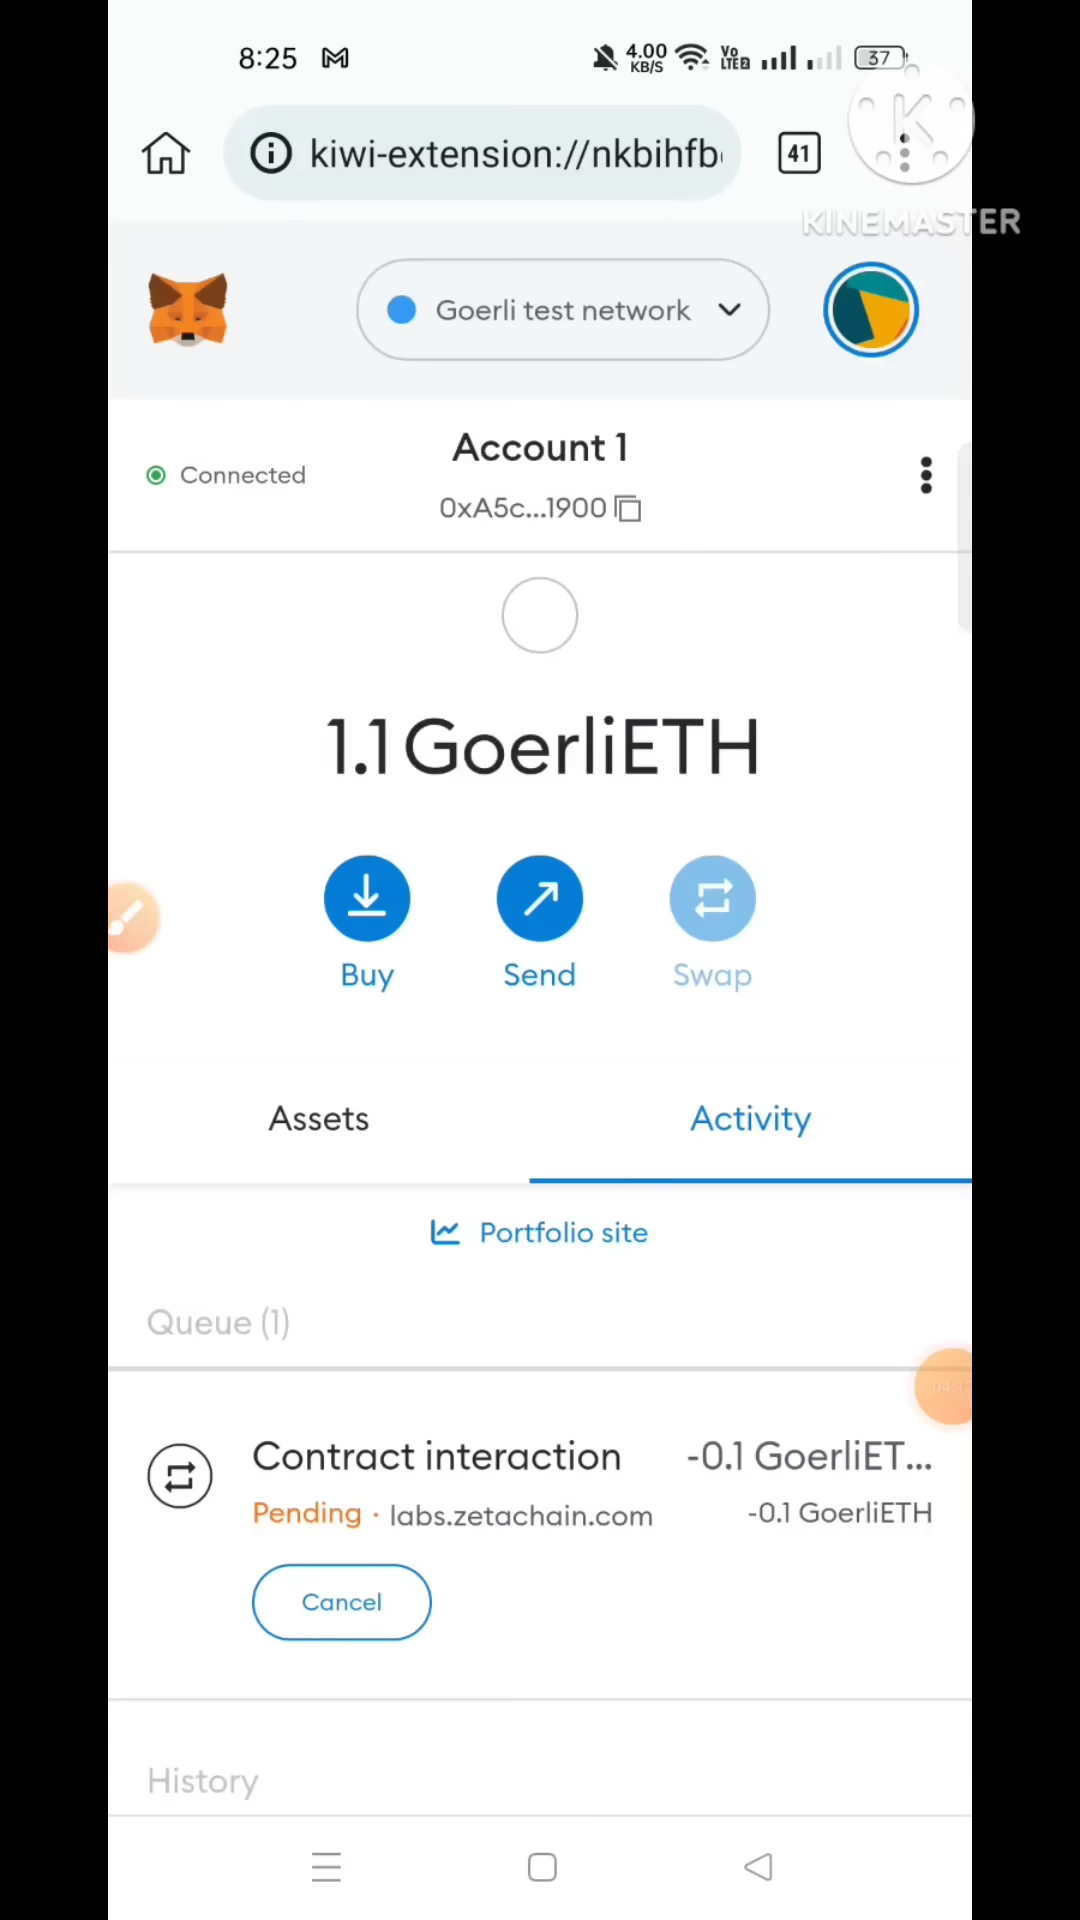 8:25
4.00
KB/S
Vo
LTE2
37
kiwi-extension://nkbihfb
41
K
KINEMASTER
Goerli test network
Account 1
Connected
0xA5c...1900
1.1 GoerliETH
Buy
Send
Swap
Assets
Activity
Portfolio site
Queue (1)
Contract interaction
-0.1 GoerliET...
Pending · labs.zetachain.com
-0.1 GoerliETH
Cancel
History